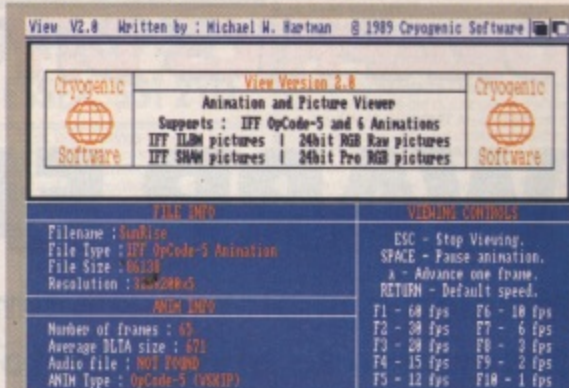 View V2.0 Written by : Michael W. Hartman @ 1989 Cryogenic Software
Cryogenic Software
View Version 2.0
Animation and Picture Viewer
Supports : IFF OpCode-5 and 6 Animations
IFF ILBM pictures | 24bit RGB Raw pictures
IFF SHAM pictures | 24bit Pro RGB pictures
Cryogenic Software
FILE INFO
Filename : SunRise
File Type : IFF OpCode-5 Animation
File Size : 86138
Resolution : 320x200x5
ANIM INFO
Number of frames : 65
Average DLTA size : 671
Audio file : NOT FOUND
ANIM Type : OpCode-5 (VSKIP)
VIEWING CONTROLS
ESC - Stop Viewing.
SPACE - Pause animation.
a - Advance one frame.
RETURN - Default speed.
F1 - 60 fps F6 - 10 fps
F2 - 30 fps F7 - 6 fps
F3 - 20 fps F8 - 3 fps
F4 - 15 fps F9 - 2 fps
F5 - 12 fps F10 - 1 fps